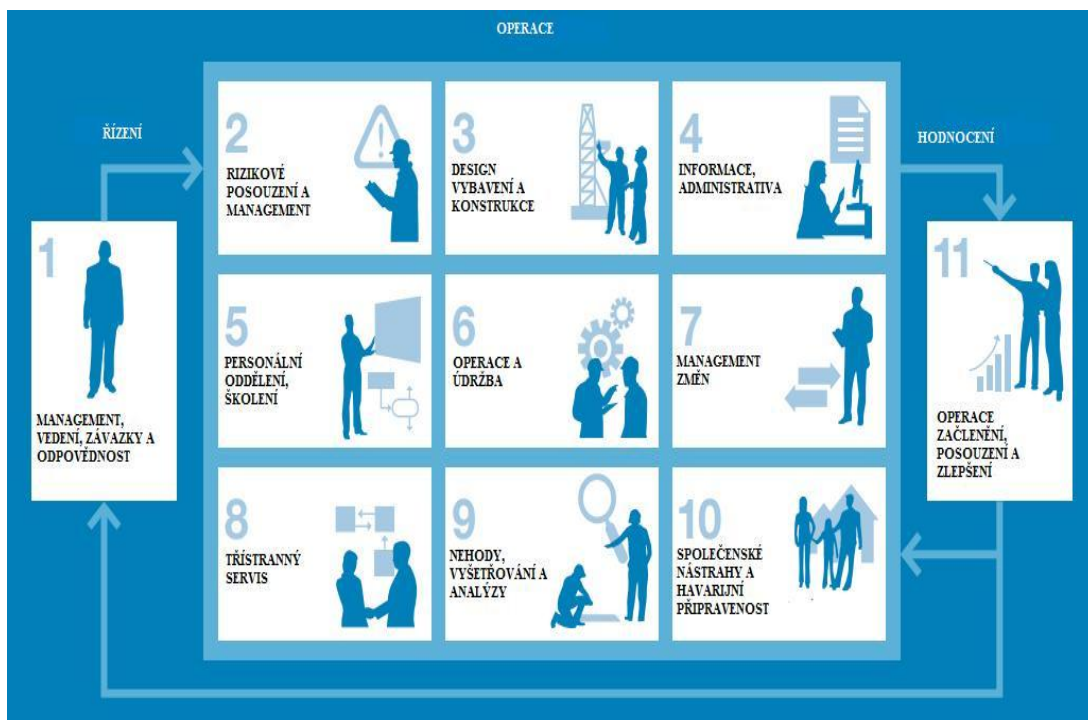 OPERACE
ŘÍZENÍ
HODNOCENÍ
1
MANAGEMENT,
VEDENÍ, ZÁVAZKY A
ODPOVĚDNOST
2
RIZIKOVÉ
POSOUZENÍ A
MANAGEMENT
3
DESIGN
VYBAVENÍ A
KONSTRUKCE
4
INFORMACE,
ADMINISTRATIVA
5
PERSONÁLNÍ
ODDĚLENÍ,
ŠKOLENÍ
6
OPERACE A
ÚDRŽBA
7
MANAGEMENT
ZMĚN
8
TŘÍSTRANNÝ
SERVIS
9
NEHODY,
VYŠETŘOVÁNÍ A
ANALÝZY
10
SPOLEČENSKÉ
NÁSTRAHY A
HAVARIJNÍ
PŘIPRAVENOST
11
OPERACE
ZAČLENĚNÍ,
POSOUZENÍ A
ZLEPŠENÍ